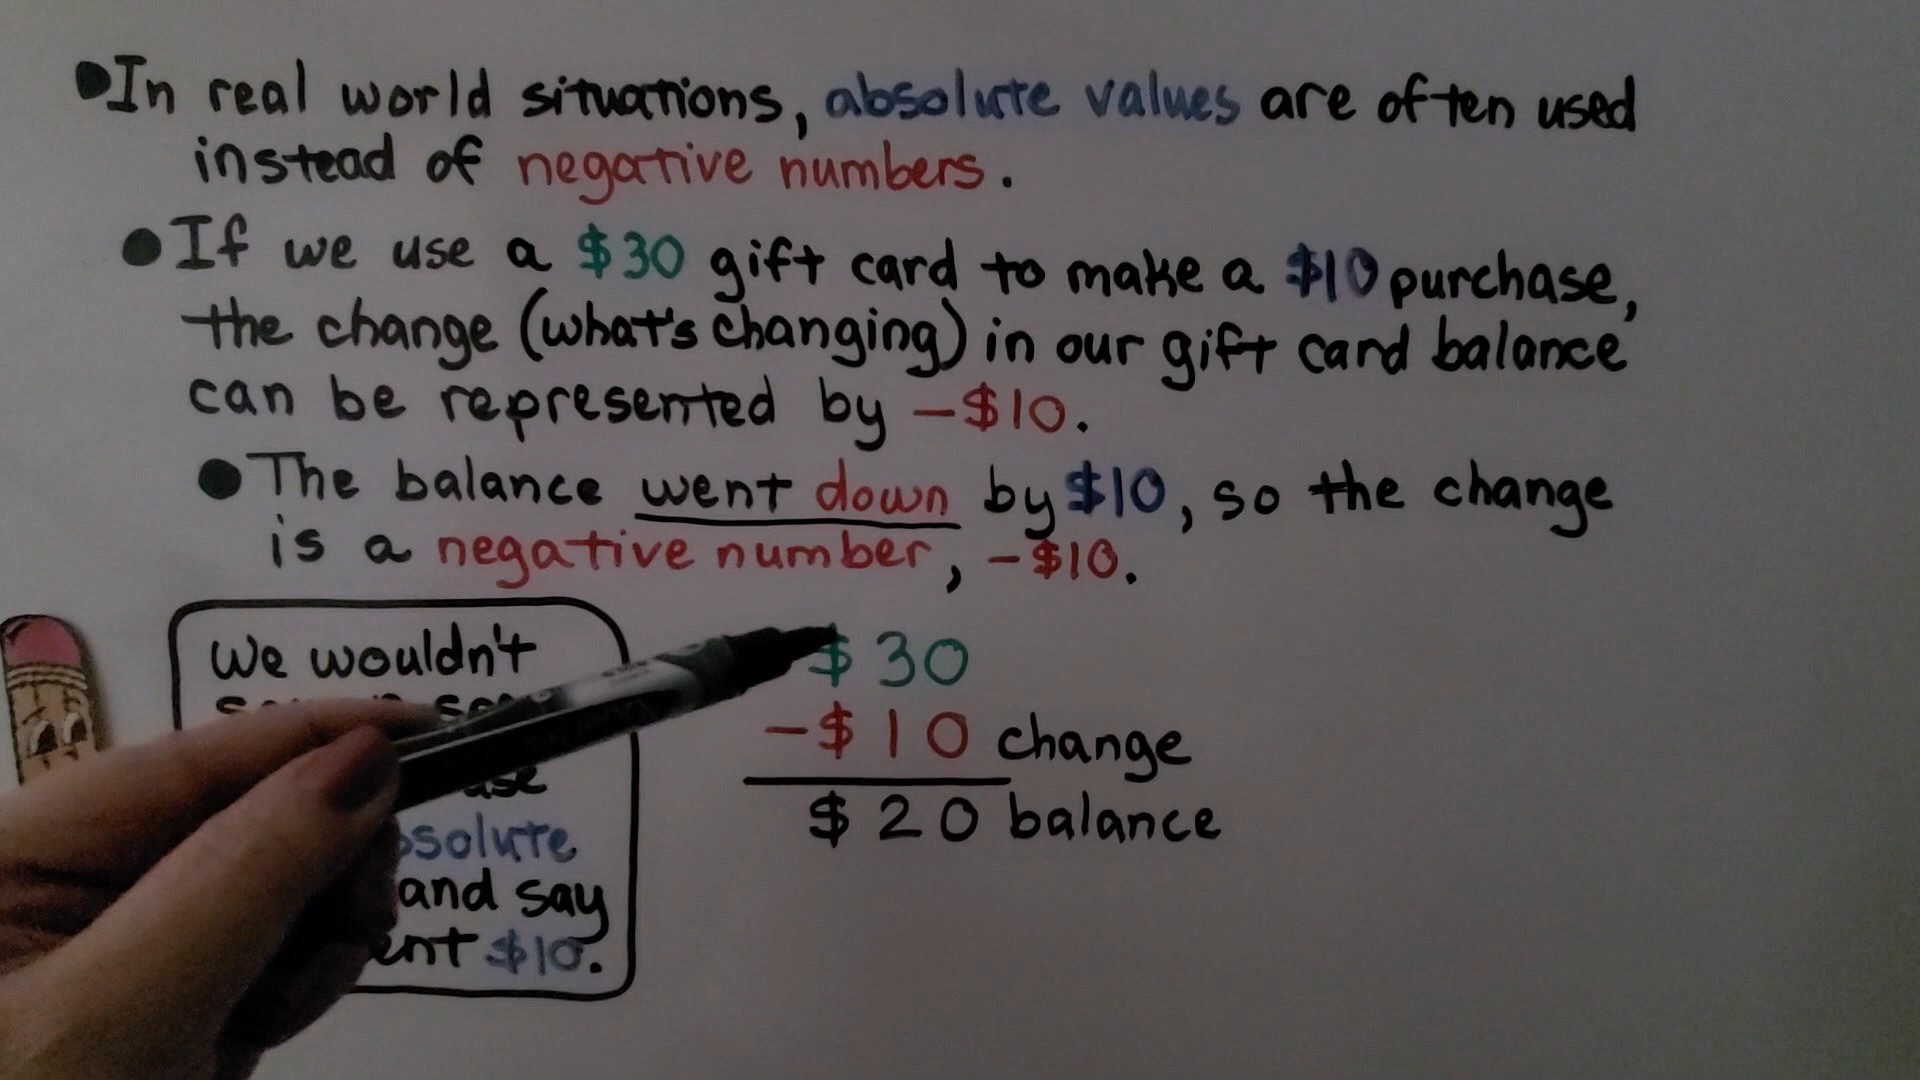 In real world situations, absolute values are often used
instead of negative numbers.
If we use a $30 gift card to make a $10 purchase,
the change (what's changing) in our gift card balance
can be represented by -$10.
The balance went down by $10, so the change
is a negative number, -$10.
We wouldn't
and say
$10.
$30
-$10 change
$20 balance